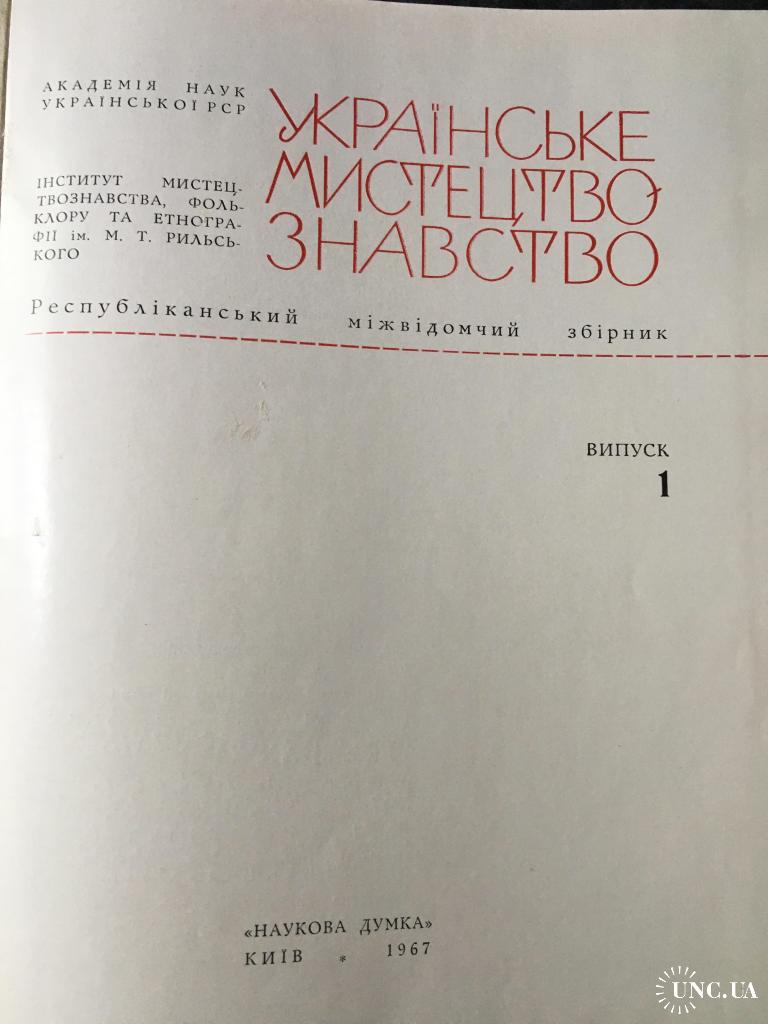 АКАДЕМІЯ НАУК
УКРАЇНСЬКОЇ РСР
УКРАЇНСЬКЕ
МИСТЕЦТВО
ЗНАВСТВО
ІНСТИТУТ МИСТЕЦ-
ТВОЗНАВСТВА, ФОЛЬ-
КЛОРУ ТА ЕТНОГРА-
ФІЇ ім. М. Т. РИЛЬСЬ-
КОГО
Республіканський міжвідомчий збірник
ВИПУСК
1
«НАУКОВА ДУМКА»
КИЇВ * 1967
UNC.UA